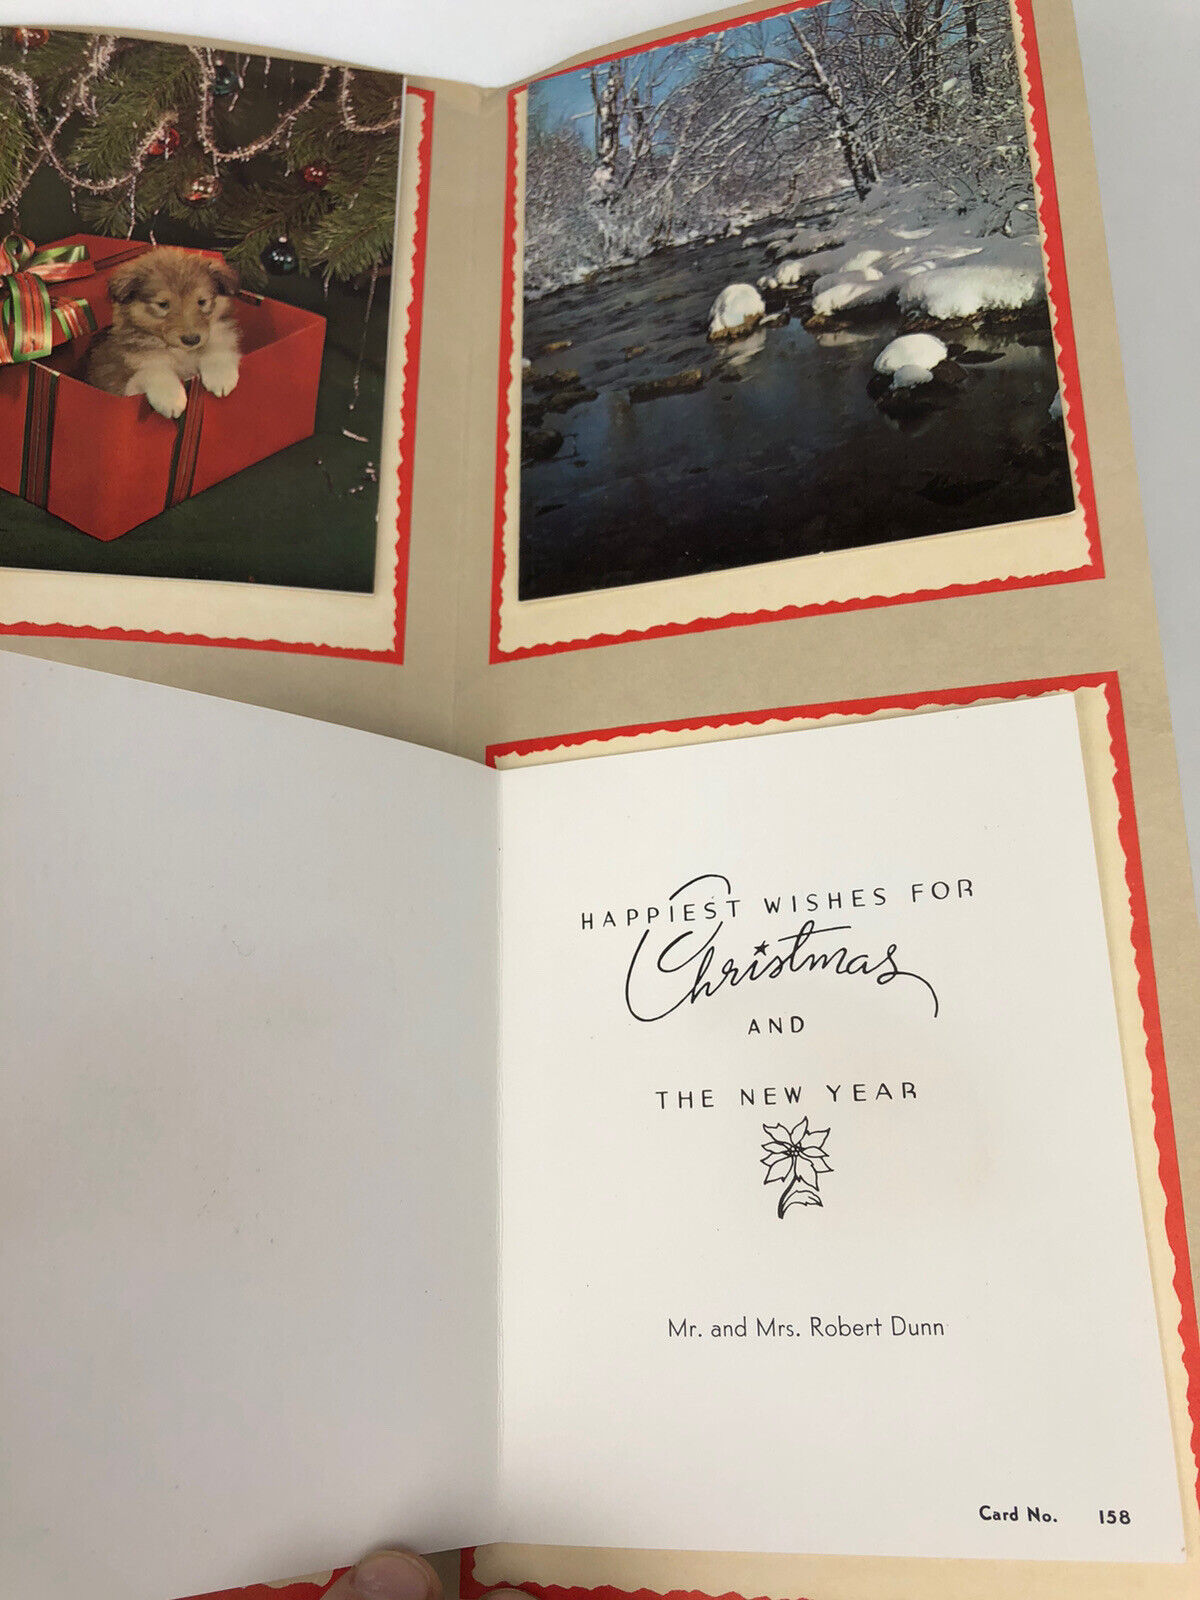 HAPPIEST WISHES FOR
Christmas
AND
THE NEW YEAR
Mr. and Mrs. Robert Dunn
Card No. 158